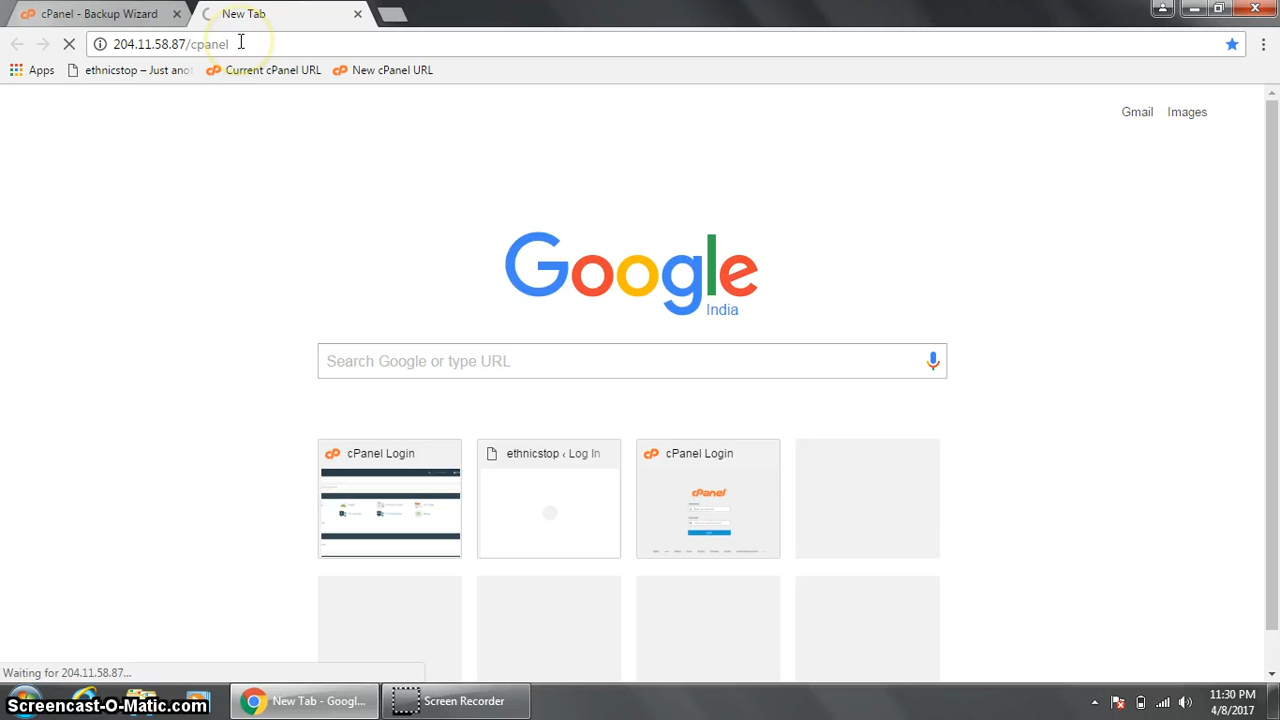 cPanel - Backup Wizard
New Tab
204.11.58.87/cpanel
Apps
ethnicstop – Just anot
Current cPanel URL
New cPanel URL
Gmail
Images
Google
India
Search Google or type URL
cPanel Login
ethnicstop ‹ Log In
cPanel Login
cPanel
Waiting for 204.11.58.87...
New Tab - Googl...
Screen Recorder
11:30 PM
4/8/2017
Screencast-O-Matic.com